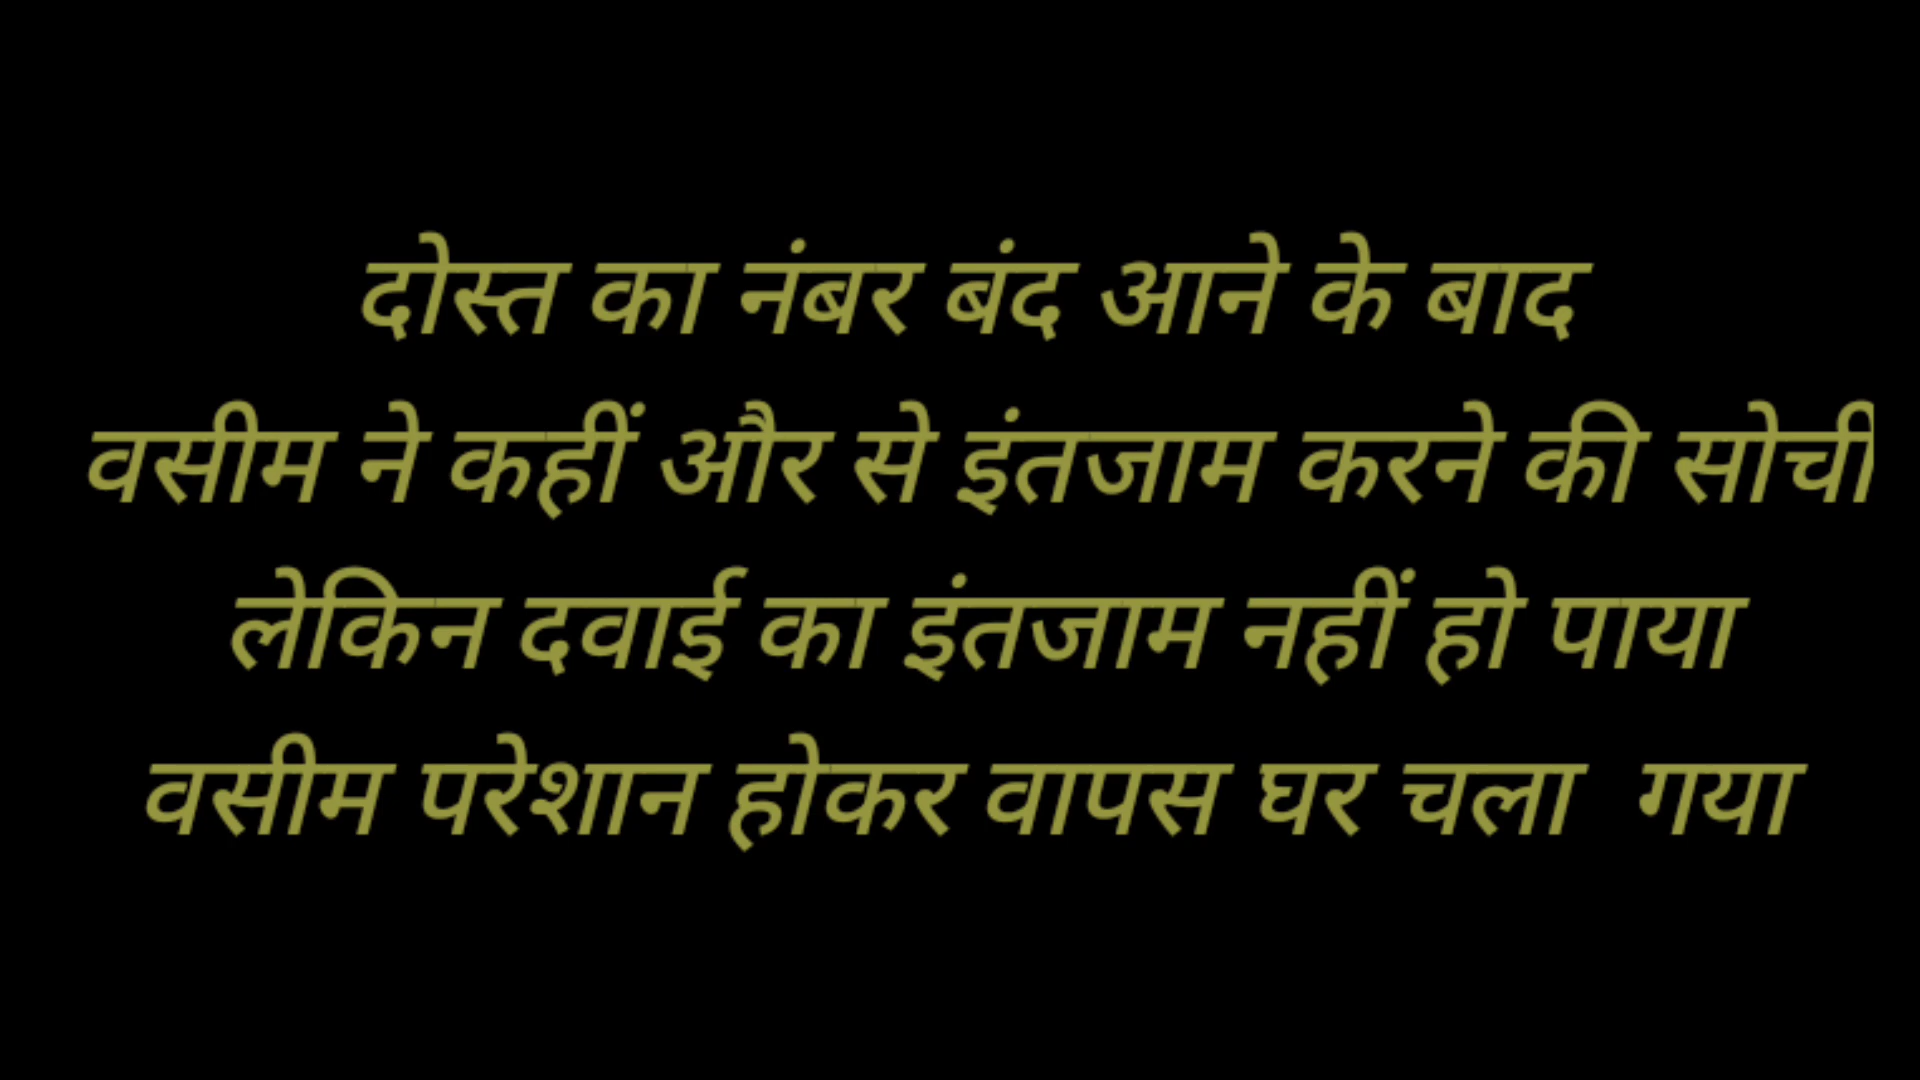 दोस्त का नंबर बंद आने के बाद
वसीम ने कहीं और से इंतजाम करने की सोची
लेकिन दवाई का इंतजाम नहीं हो पाया
वसीम परेशान होकर वापस घर चला  गया